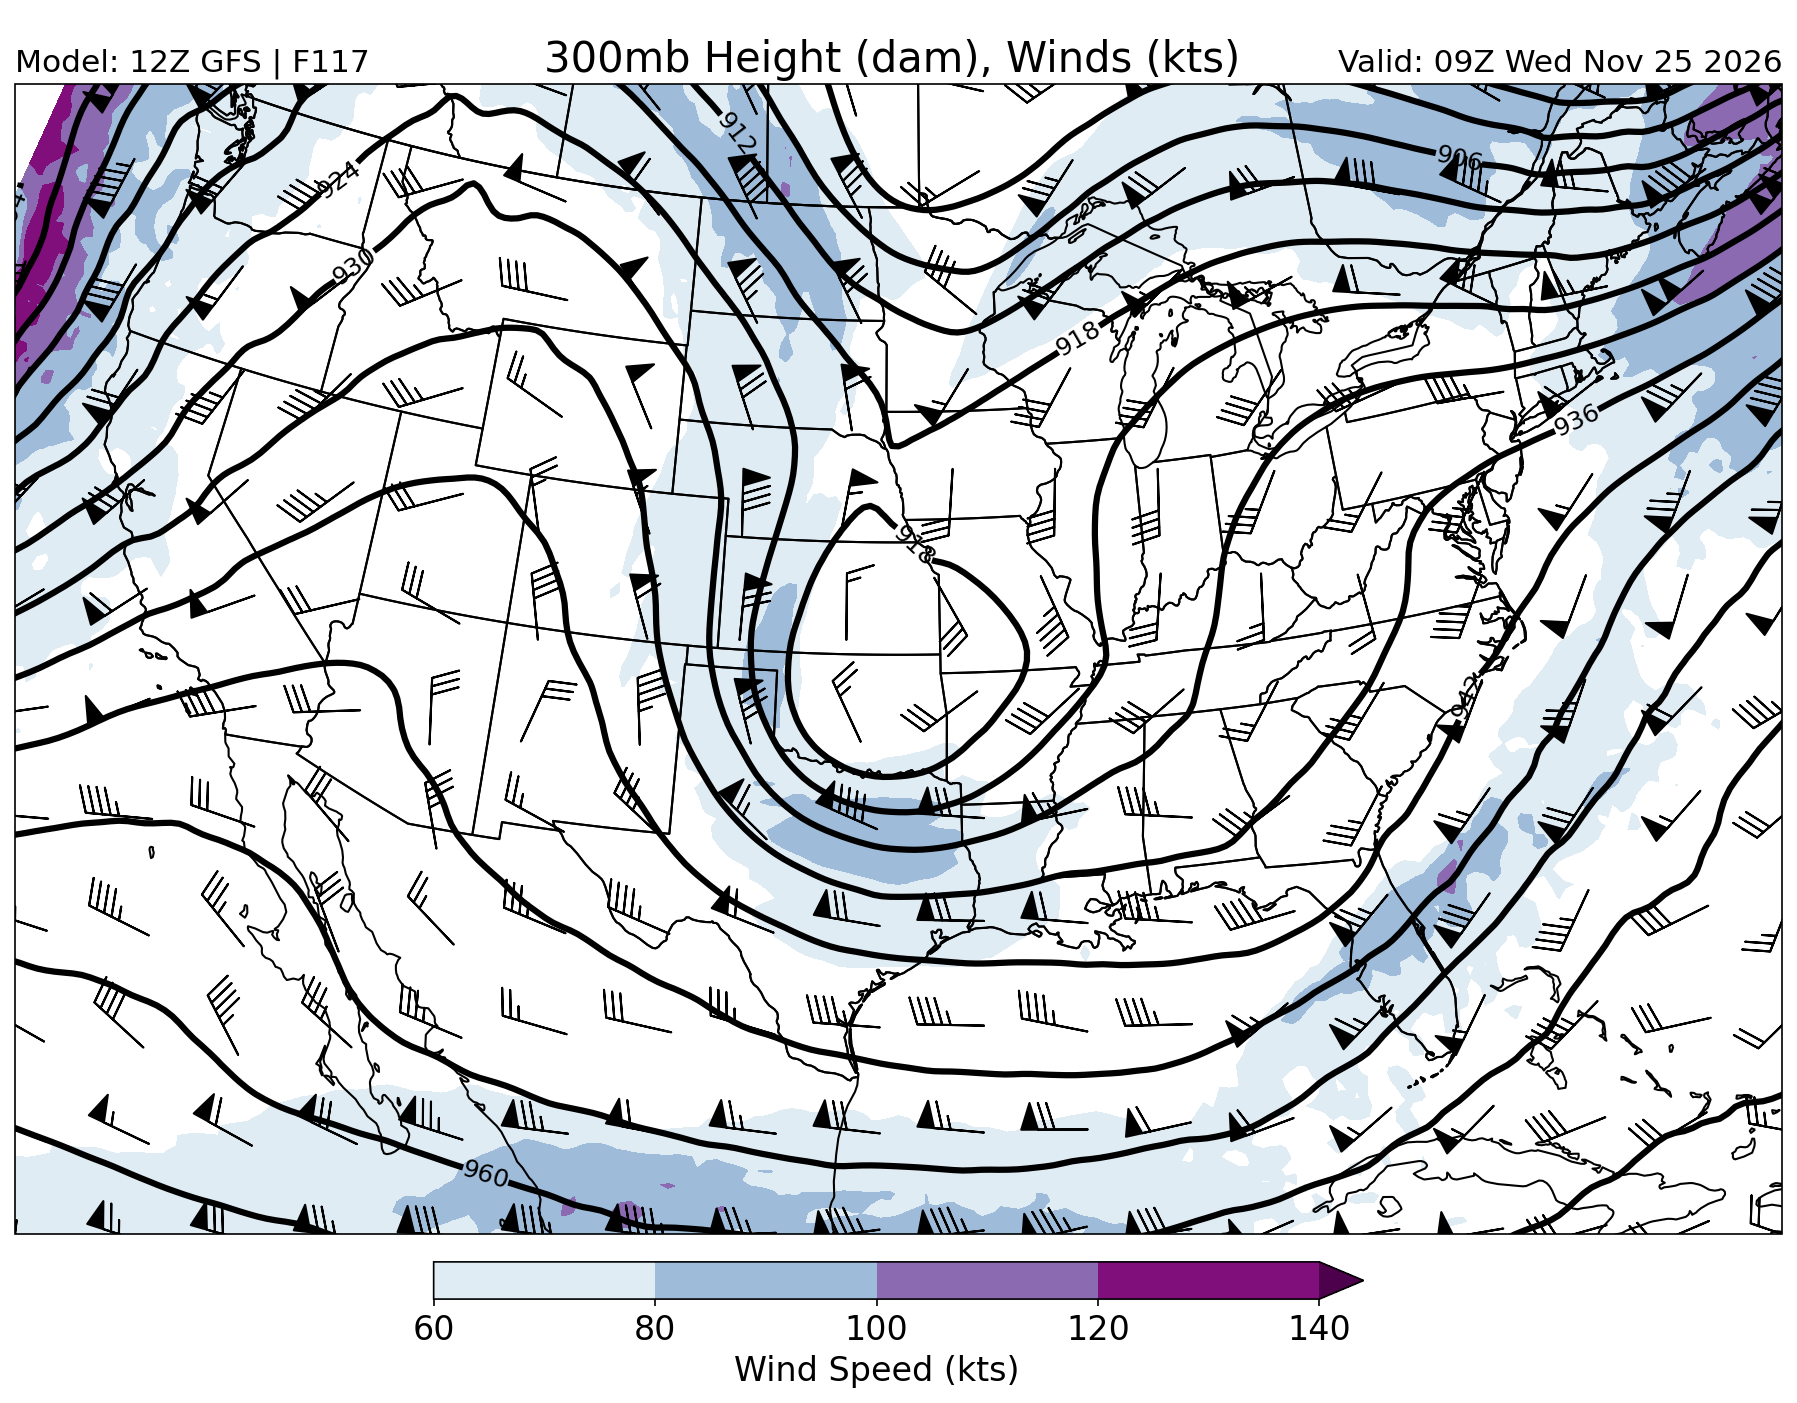 Model: 12Z GFS | F117
300mb Height (dam), Winds (kts)
Valid: 09Z Wed Nov 25 2026
912
906
924
930
918
936
918
942
960
60 80 100 120 140
Wind Speed (kts)